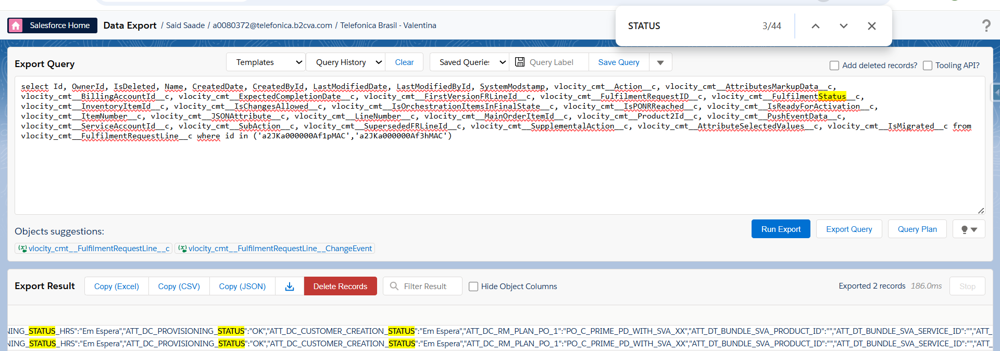 STATUS 3/44
Salesforce Home Data Export / Said Saade / a0080372@telefonica.b2cva.com / Telefonica Brasil - Valentina ?
Export Query Templates Query History Clear Saved Queries Query Label Save Query Add deleted records? Tooling API?
select Id, OwnerId, IsDeleted, Name, CreatedDate, CreatedById, LastModifiedDate, LastModifiedById, SystemModstamp, vlocity_cmt__Action__c, vlocity_cmt__AttributesMarkupData__c,
vlocity_cmt__BillingAccountId__c, vlocity_cmt__ExpectedCompletionDate__c, vlocity_cmt__FirstVersionFRLineId__c, vlocity_cmt__FulfilmentRequestID__c, vlocity_cmt__FulfilmentStatus__c,
vlocity_cmt__InventoryItemId__c, vlocity_cmt__IsChangesAllowed__c, vlocity_cmt__IsOrchestrationItemsInFinalState__c, vlocity_cmt__IsPONRReached__c, vlocity_cmt__IsReadyForActivation__c,
vlocity_cmt__ItemNumber__c, vlocity_cmt__JSONAttribute__c, vlocity_cmt__LineNumber__c, vlocity_cmt__MainOrderItemId__c, vlocity_cmt__Product2Id__c, vlocity_cmt__PushEventData__c,
vlocity_cmt__ServiceAccountId__c, vlocity_cmt__SubAction__c, vlocity_cmt__SupersededFRLineId__c, vlocity_cmt__SupplementalAction__c, vlocity_cmt__AttributeSelectedValues__c, vlocity_cmt__IsMigrated__c from
vlocity_cmt__FulfilmentRequestLine__c where id in ('a2JKa000000Af1pMAC','a2JKa000000Af3hMAC')
Objects suggestions: Run Export Export Query Query Plan
vlocity_cmt__FulfilmentRequestLine__c vlocity_cmt__FulfilmentRequestLine__ChangeEvent
Export Result Copy (Excel) Copy (CSV) Copy (JSON) Delete Records Filter Result Hide Object Columns Exported 2 records 186.0ms Stop
NING_STATUS_HRS":"Em Espera","ATT_DC_PROVISIONING_STATUS":"OK","ATT_DC_CUSTOMER_CREATION_STATUS":"Em Espera","ATT_DC_RM_PLAN_PO_1":"PO_C_PRIME_PD_WITH_SVA_XX","ATT_DT_BUNDLE_SVA_PRODUCT_ID":"","ATT_DT_BUNDLE_SVA_SERVICE_ID":"","ATT_
NING_STATUS_HRS":"Em Espera","ATT_DC_PROVISIONING_STATUS":"OK","ATT_DC_CUSTOMER_CREATION_STATUS":"Em Espera","ATT_DC_RM_PLAN_PO_1":"PO_C_PRIME_PD_WITH_SVA_XX","ATT_DT_BUNDLE_SVA_PRODUCT_ID":"","ATT_DT_BUNDLE_SVA_SERVICE_ID":"","ATT_